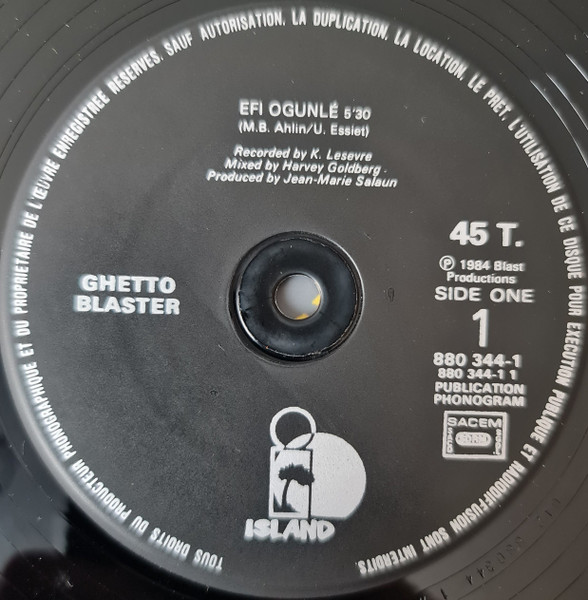 TOUS DROITS DU PRODUCTEUR PHONOGRAPHIQUE ET DU PROPRIETAIRE DE L'ŒUVRE ENREGISTREE RESERVES. SAUF AUTORISATION, LA DUPLICATION, LA LOCATION, LE PRET, L'UTILISATION DE CE DISQUE POUR EXECUTION PUBLIQUE ET RADIODIFFUSION SONT INTERDITS.
EFI OGUNLÉ 5'30
(M.B. Ahlin/U. Essiet)
Recorded by K. Lesevre
Mixed by Harvey Goldberg
Produced by Jean-Marie Salaun
GHETTO
BLASTER
45 T.
℗ 1984 Blast
Productions
SIDE ONE
1
880 344-1
880 344-1 1
PUBLICATION
PHONOGRAM
SACEM
ISLAND